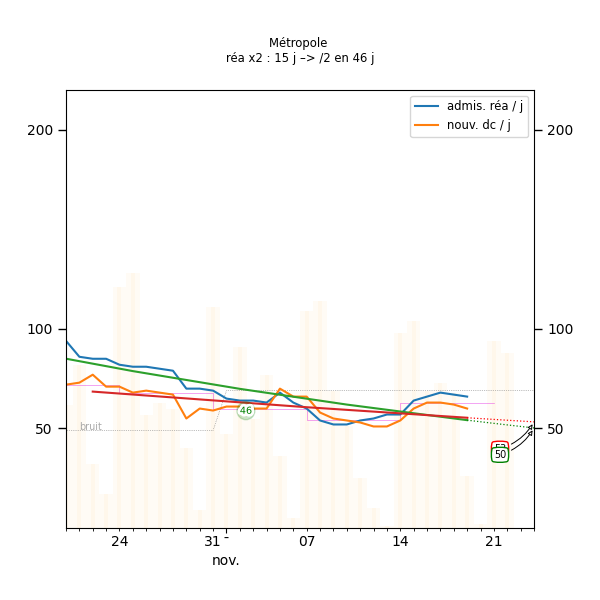 Métropole
réa x2 : 15 j –> /2 en 46 j
admis. réa / j
nouv. dc / j
200
200
100
100
50
50
bruit
46
50
24
31
07
14
21
nov.